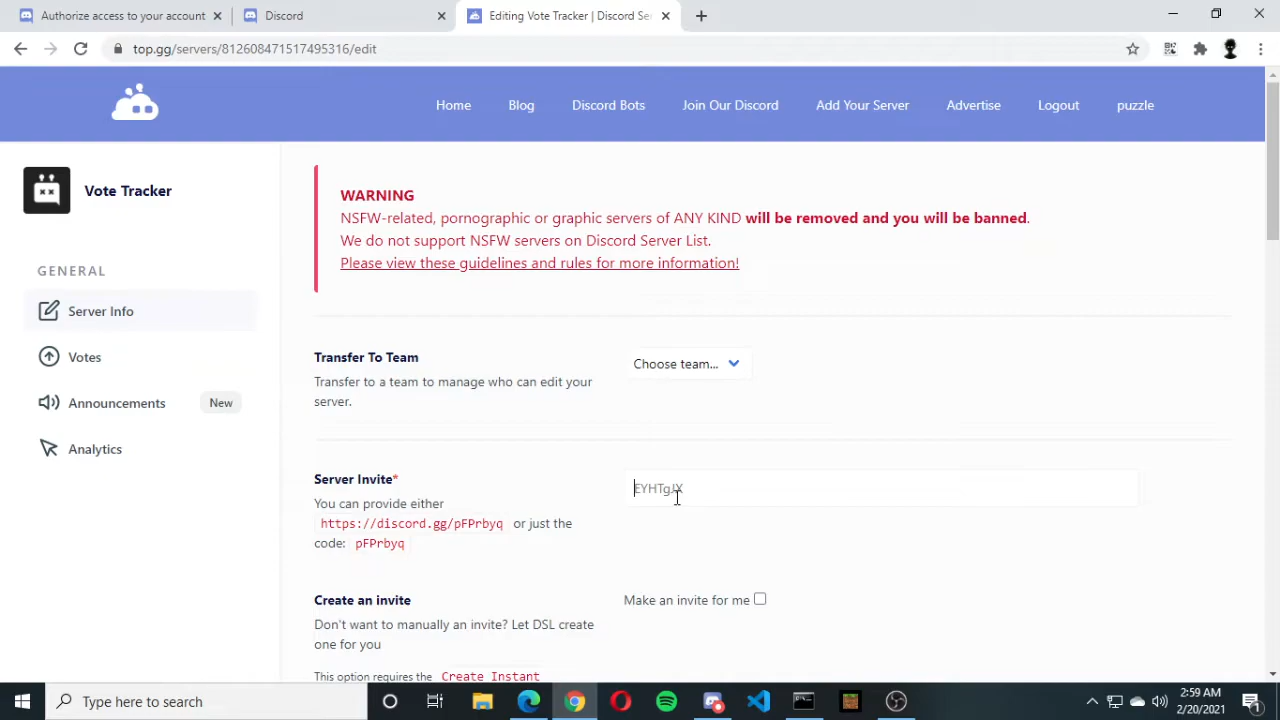 Authorize access to your account
Discord
Editing Vote Tracker | Discord Se
top.gg/servers/812608471517495316/edit
Home
Blog
Discord Bots
Join Our Discord
Add Your Server
Advertise
Logout
puzzle
Vote Tracker
GENERAL
Server Info
Votes
Announcements
New
Analytics
WARNING
NSFW-related, pornographic or graphic servers of ANY KIND will be removed and you will be banned.
We do not support NSFW servers on Discord Server List.
Please view these guidelines and rules for more information!
Transfer To Team
Transfer to a team to manage who can edit your
server.
Choose team...
Server Invite*
You can provide either
https://discord.gg/pFPrbyq or just the
code: pFPrbyq
EYHTgJX
Create an invite
Don't want to manually an invite? Let DSL create
one for you
This option requires the Create Instant
Make an invite for me
Type here to search
2:59 AM
2/20/2021
1